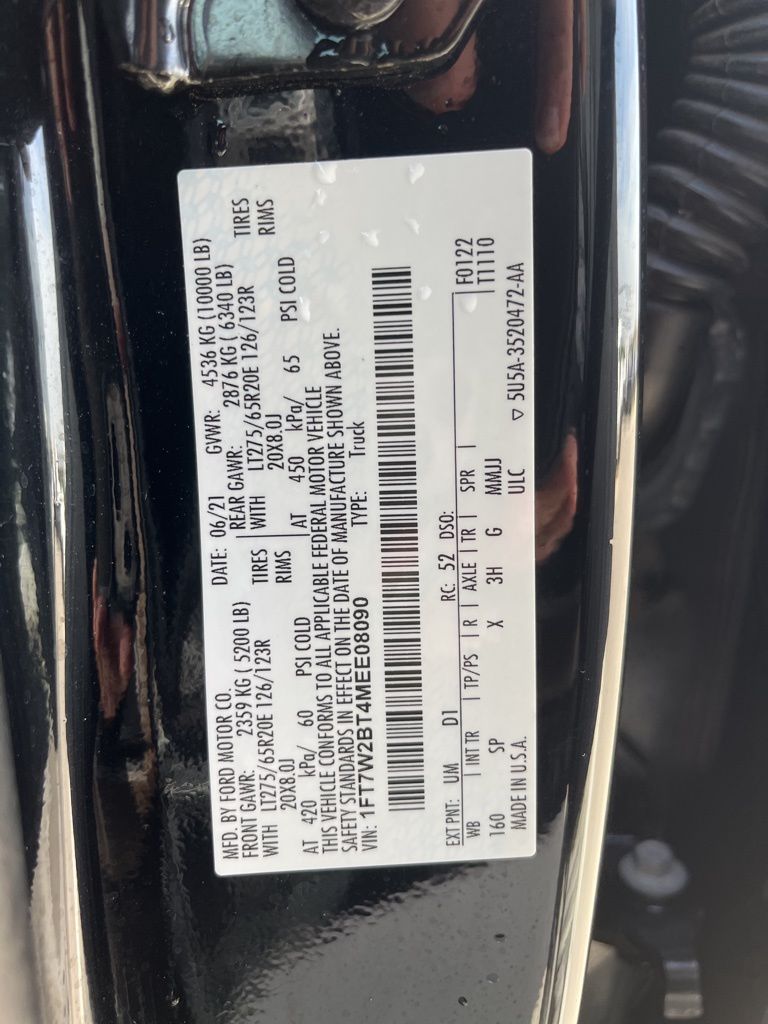 MFD. BY FORD MOTOR CO.
DATE: 06/21 GVWR: 4536 KG (10000 LB)
FRONT GAWR: 2359 KG ( 5200 LB) REAR GAWR: 2876 KG ( 6340 LB)
WITH LT275/65R20E 126/123R TIRES WITH LT275/65R20E 126/123R TIRES
20X8.0J RIMS 20X8.0J RIMS
AT 420 kPa/ 60 PSI COLD AT 450 kPa/ 65 PSI COLD
THIS VEHICLE CONFORMS TO ALL APPLICABLE FEDERAL MOTOR VEHICLE
SAFETY STANDARDS IN EFFECT ON THE DATE OF MANUFACTURE SHOWN ABOVE.
VIN: 1FT7W2BT4MEE08090 TYPE: Truck
EXT PNT: UM D1 RC: 52 DSO: F0122
WB INT TR TP/PS R AXLE TR SPR T1110
160 SP X 3H G MMJJ
MADE IN U.S.A. ULC ▽ 5U5A-3520472-AA